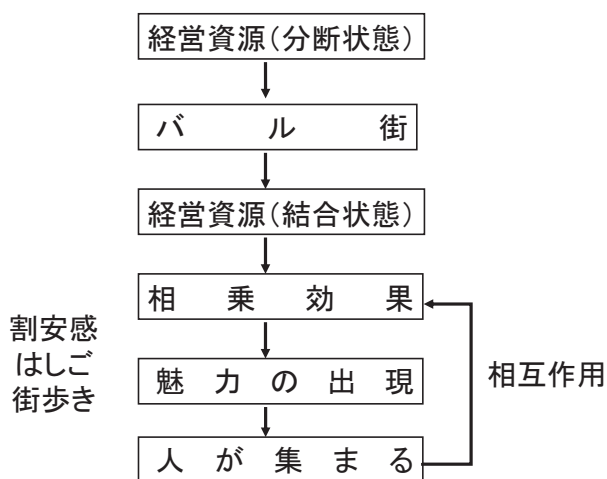 経営資源(分断状態)
バル街
経営資源(結合状態)
相乗効果
割安感
はしご
街歩き
魅力の出現
相互作用
人が集まる